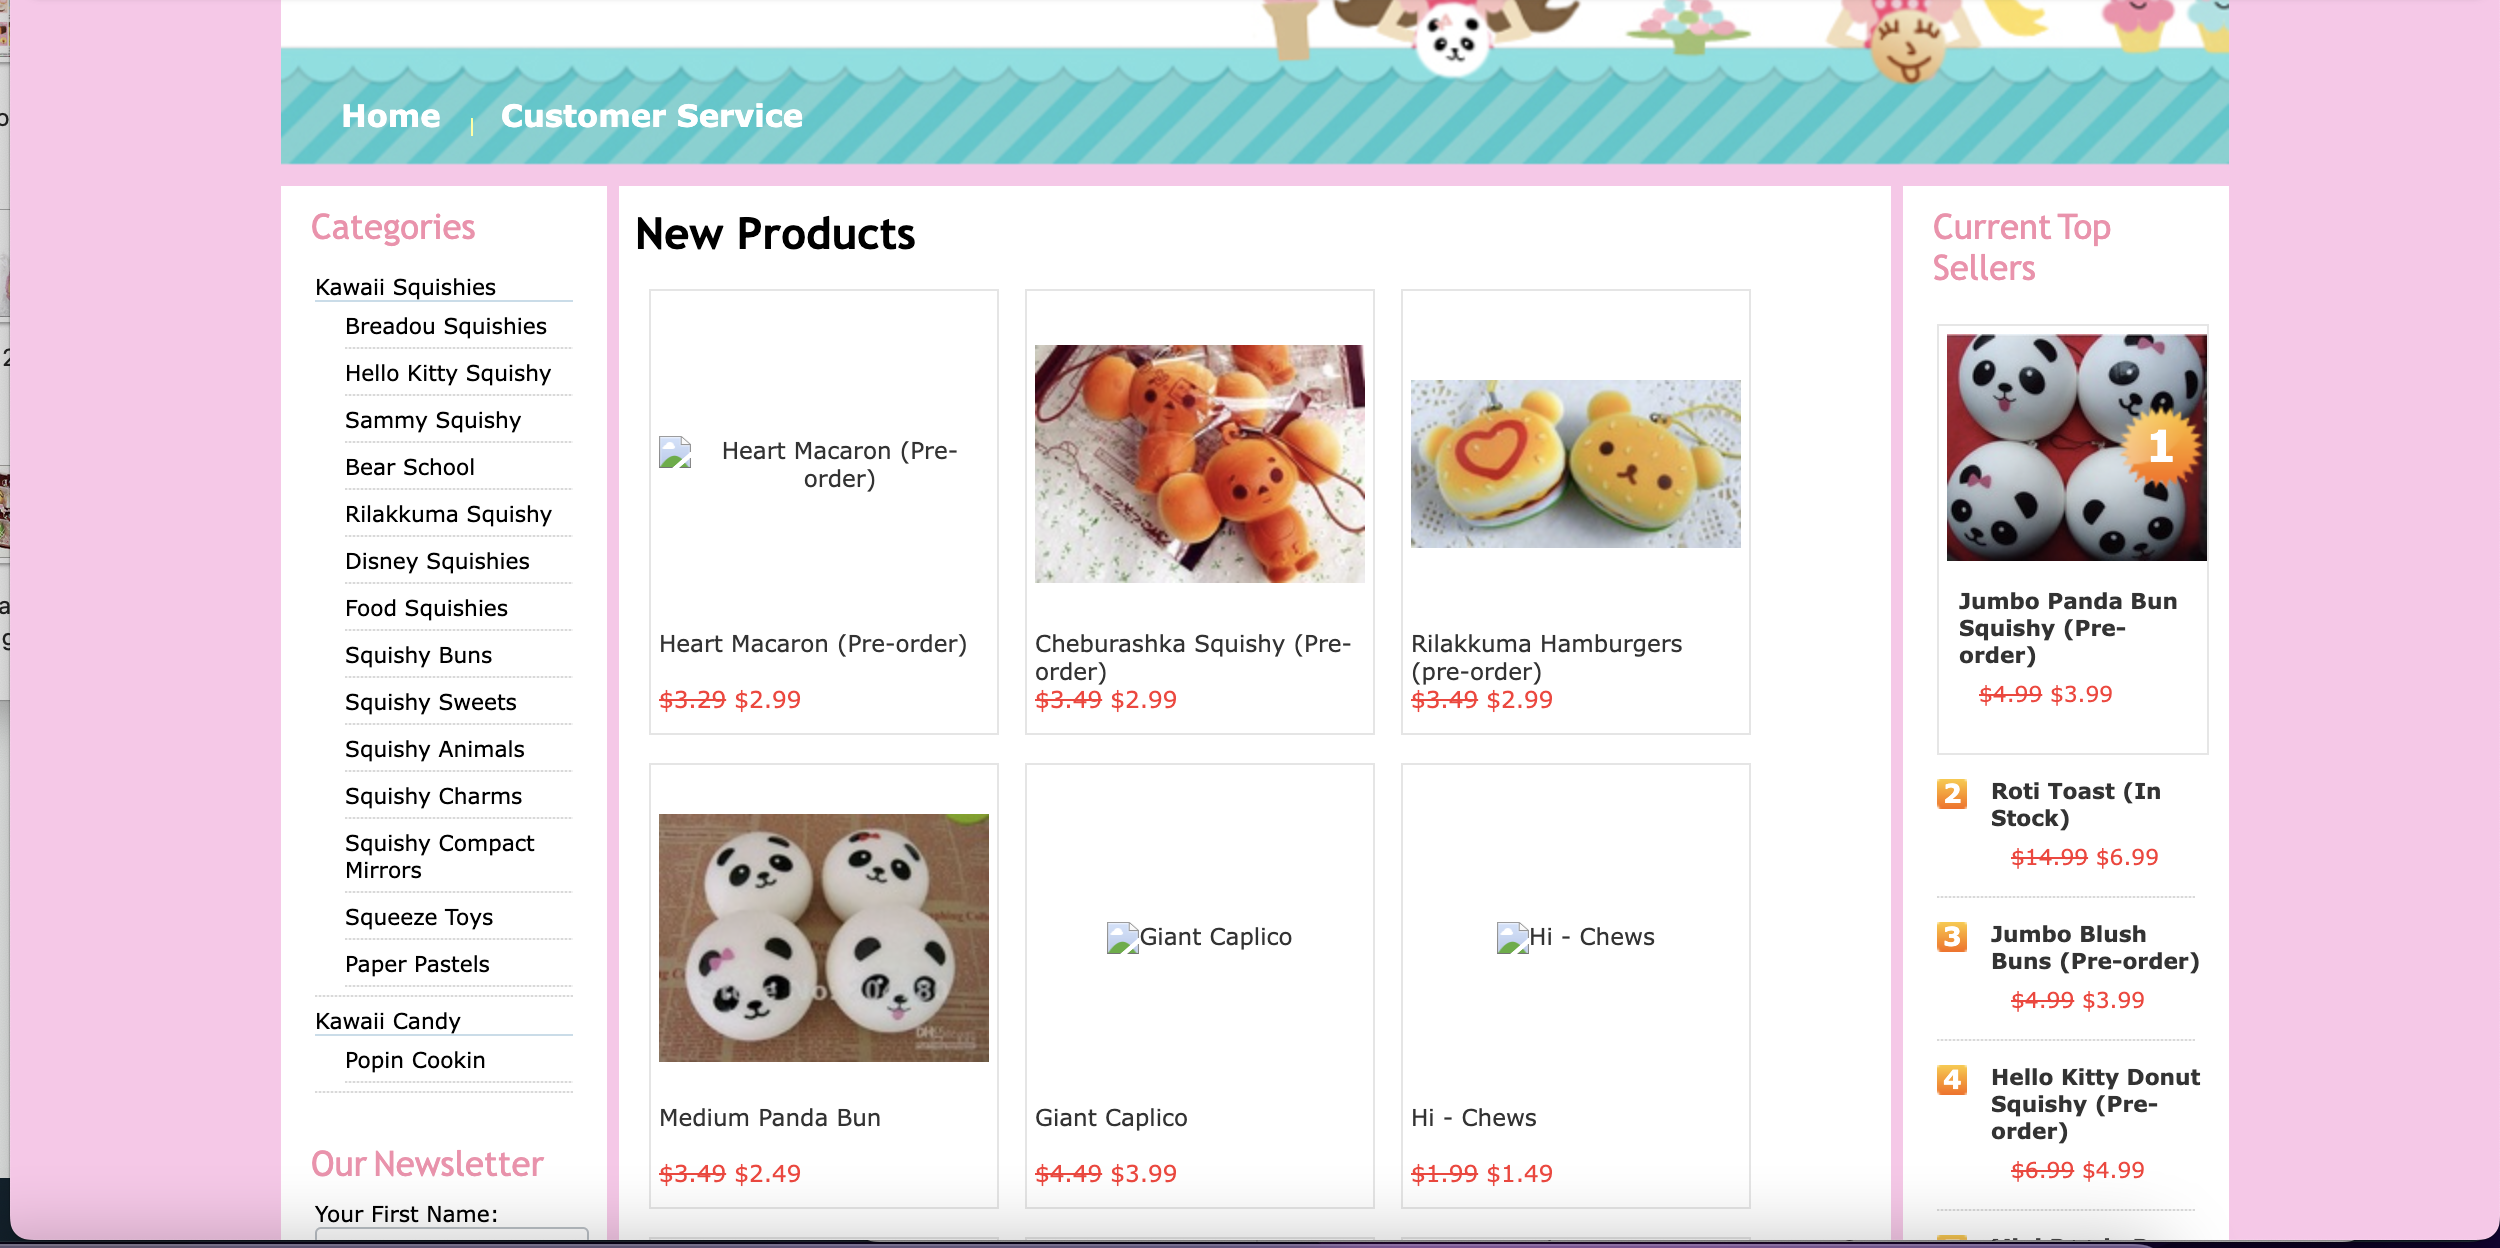 Home
Customer Service
Categories
Kawaii Squishies
Breadou Squishies
Hello Kitty Squishy
Sammy Squishy
Bear School
Rilakkuma Squishy
Disney Squishies
Food Squishies
Squishy Buns
Squishy Sweets
Squishy Animals
Squishy Charms
Squishy Compact
Mirrors
Squeeze Toys
Paper Pastels
Kawaii Candy
Popin Cookin
Our Newsletter
Your First Name:
New Products
Heart Macaron (Pre-
order)
Heart Macaron (Pre-order)
$3.29 $2.99
Cheburashka Squishy (Pre-
order)
$3.49 $2.99
Rilakkuma Hamburgers
(pre-order)
$3.49 $2.99
Medium Panda Bun
$3.49 $2.49
Giant Caplico
Giant Caplico
$4.49 $3.99
Hi - Chews
Hi - Chews
$1.99 $1.49
Current Top
Sellers
1
Jumbo Panda Bun
Squishy (Pre-
order)
$4.99 $3.99
2
Roti Toast (In
Stock)
$14.99 $6.99
3
Jumbo Blush
Buns (Pre-order)
$4.99 $3.99
4
Hello Kitty Donut
Squishy (Pre-
order)
$6.99 $4.99